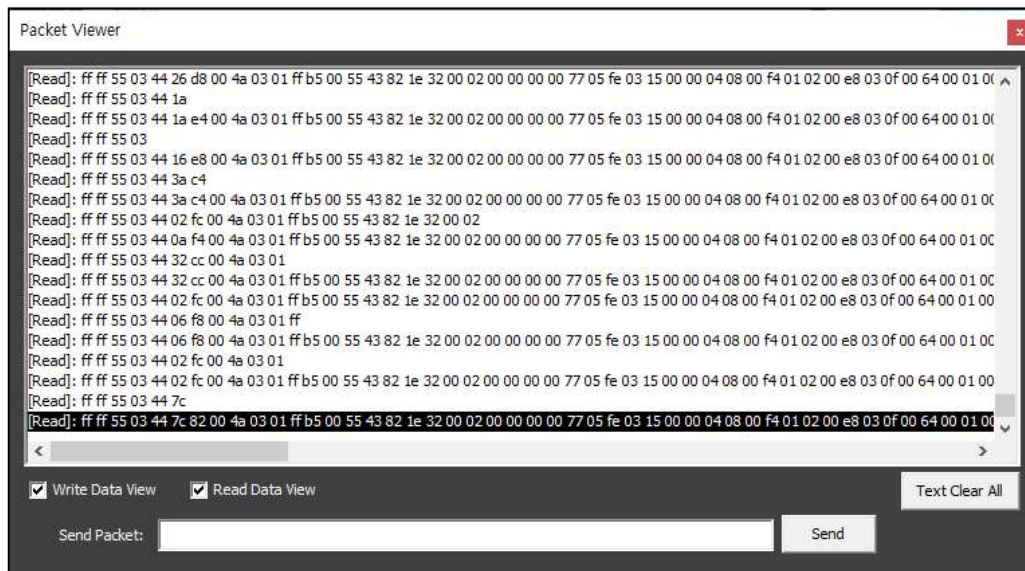 Packet Viewer
x
[Read]: ff ff 55 03 44 26 d8 00 4a 03 01 ff b5 00 55 43 82 1e 32 00 02 00 00 00 00 77 05 fe 03 15 00 00 04 08 00 f4 01 02 00 e8 03 0f 00 64 00 01 00
[Read]: ff ff 55 03 44 1a
[Read]: ff ff 55 03 44 1a e4 00 4a 03 01 ff b5 00 55 43 82 1e 32 00 02 00 00 00 00 77 05 fe 03 15 00 00 04 08 00 f4 01 02 00 e8 03 0f 00 64 00 01 00
[Read]: ff ff 55 03
[Read]: ff ff 55 03 44 16 e8 00 4a 03 01 ff b5 00 55 43 82 1e 32 00 02 00 00 00 00 77 05 fe 03 15 00 00 04 08 00 f4 01 02 00 e8 03 0f 00 64 00 01 00
[Read]: ff ff 55 03 44 3a c4
[Read]: ff ff 55 03 44 3a c4 00 4a 03 01 ff b5 00 55 43 82 1e 32 00 02 00 00 00 00 77 05 fe 03 15 00 00 04 08 00 f4 01 02 00 e8 03 0f 00 64 00 01 00
[Read]: ff ff 55 03 44 02 fc 00 4a 03 01 ff b5 00 55 43 82 1e 32 00 02
[Read]: ff ff 55 03 44 0a f4 00 4a 03 01 ff b5 00 55 43 82 1e 32 00 02 00 00 00 00 77 05 fe 03 15 00 00 04 08 00 f4 01 02 00 e8 03 0f 00 64 00 01 00
[Read]: ff ff 55 03 44 32 cc 00 4a 03 01
[Read]: ff ff 55 03 44 32 cc 00 4a 03 01 ff b5 00 55 43 82 1e 32 00 02 00 00 00 00 77 05 fe 03 15 00 00 04 08 00 f4 01 02 00 e8 03 0f 00 64 00 01 00
[Read]: ff ff 55 03 44 02 fc 00 4a 03 01 ff b5 00 55 43 82 1e 32 00 02 00 00 00 00 77 05 fe 03 15 00 00 04 08 00 f4 01 02 00 e8 03 0f 00 64 00 01 00
[Read]: ff ff 55 03 44 06 f8 00 4a 03 01 ff
[Read]: ff ff 55 03 44 06 f8 00 4a 03 01 ff b5 00 55 43 82 1e 32 00 02 00 00 00 00 77 05 fe 03 15 00 00 04 08 00 f4 01 02 00 e8 03 0f 00 64 00 01 00
[Read]: ff ff 55 03 44 02 fc 00 4a 03 01
[Read]: ff ff 55 03 44 02 fc 00 4a 03 01 ff b5 00 55 43 82 1e 32 00 02 00 00 00 00 77 05 fe 03 15 00 00 04 08 00 f4 01 02 00 e8 03 0f 00 64 00 01 00
[Read]: ff ff 55 03 44 7c
[Read]: ff ff 55 03 44 7c 82 00 4a 03 01 ff b5 00 55 43 82 1e 32 00 02 00 00 00 00 77 05 fe 03 15 00 00 04 08 00 f4 01 02 00 e8 03 0f 00 64 00 01 00
Write Data View Read Data View Text Clear All
Send Packet: Send